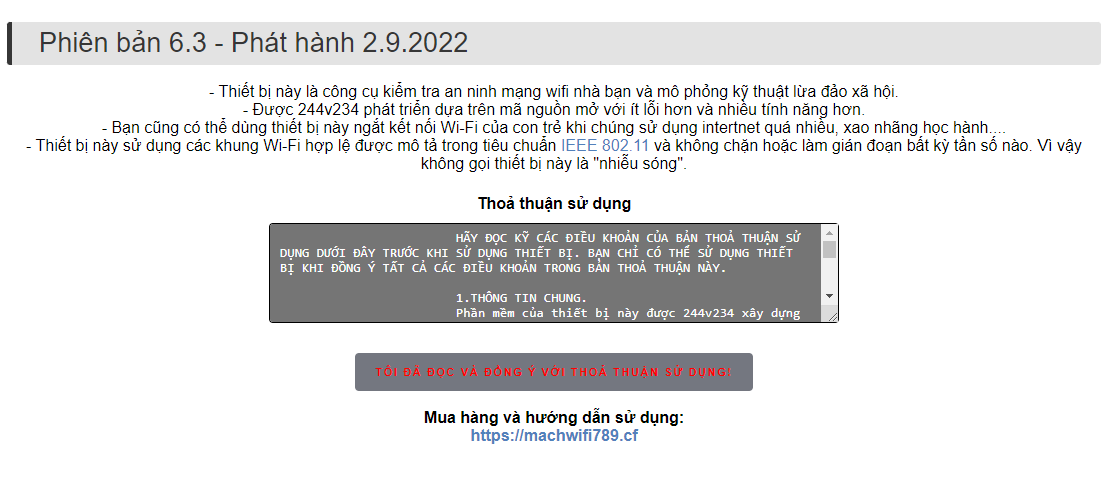 Phiên bản 6.3 - Phát hành 2.9.2022
- Thiết bị này là công cụ kiểm tra an ninh mạng wifi nhà bạn và mô phỏng kỹ thuật lừa đảo xã hội.
- Được 244v234 phát triển dựa trên mã nguồn mở với ít lỗi hơn và nhiều tính năng hơn.
- Bạn cũng có thể dùng thiết bị này ngắt kết nối Wi-Fi của con trẻ khi chúng sử dụng intertnet quá nhiều, xao nhãng học hành....
- Thiết bị này sử dụng các khung Wi-Fi hợp lệ được mô tả trong tiêu chuẩn IEEE 802.11 và không chặn hoặc làm gián đoạn bất kỳ tần số nào. Vì vậy
không gọi thiết bị này là "nhiễu sóng".
Thoả thuận sử dụng
HÃY ĐỌC KỸ CÁC ĐIỀU KHOẢN CỦA BẢN THOẢ THUẬN SỬ
DỤNG DƯỚI ĐÂY TRƯỚC KHI SỬ DỤNG THIẾT BỊ. BẠN CHỈ CÓ THỂ SỬ DỤNG THIẾT
BỊ KHI ĐỒNG Ý TẤT CẢ CÁC ĐIỀU KHOẢN TRONG BẢN THOẢ THUẬN NÀY.
1.THÔNG TIN CHUNG.
Phần mềm của thiết bị này được 244v234 xây dựng
TÔI ĐÃ ĐỌC VÀ ĐỒNG Ý VỚI THOẢ THUẬN SỬ DỤNG!
Mua hàng và hướng dẫn sử dụng:
https://machwifi789.cf